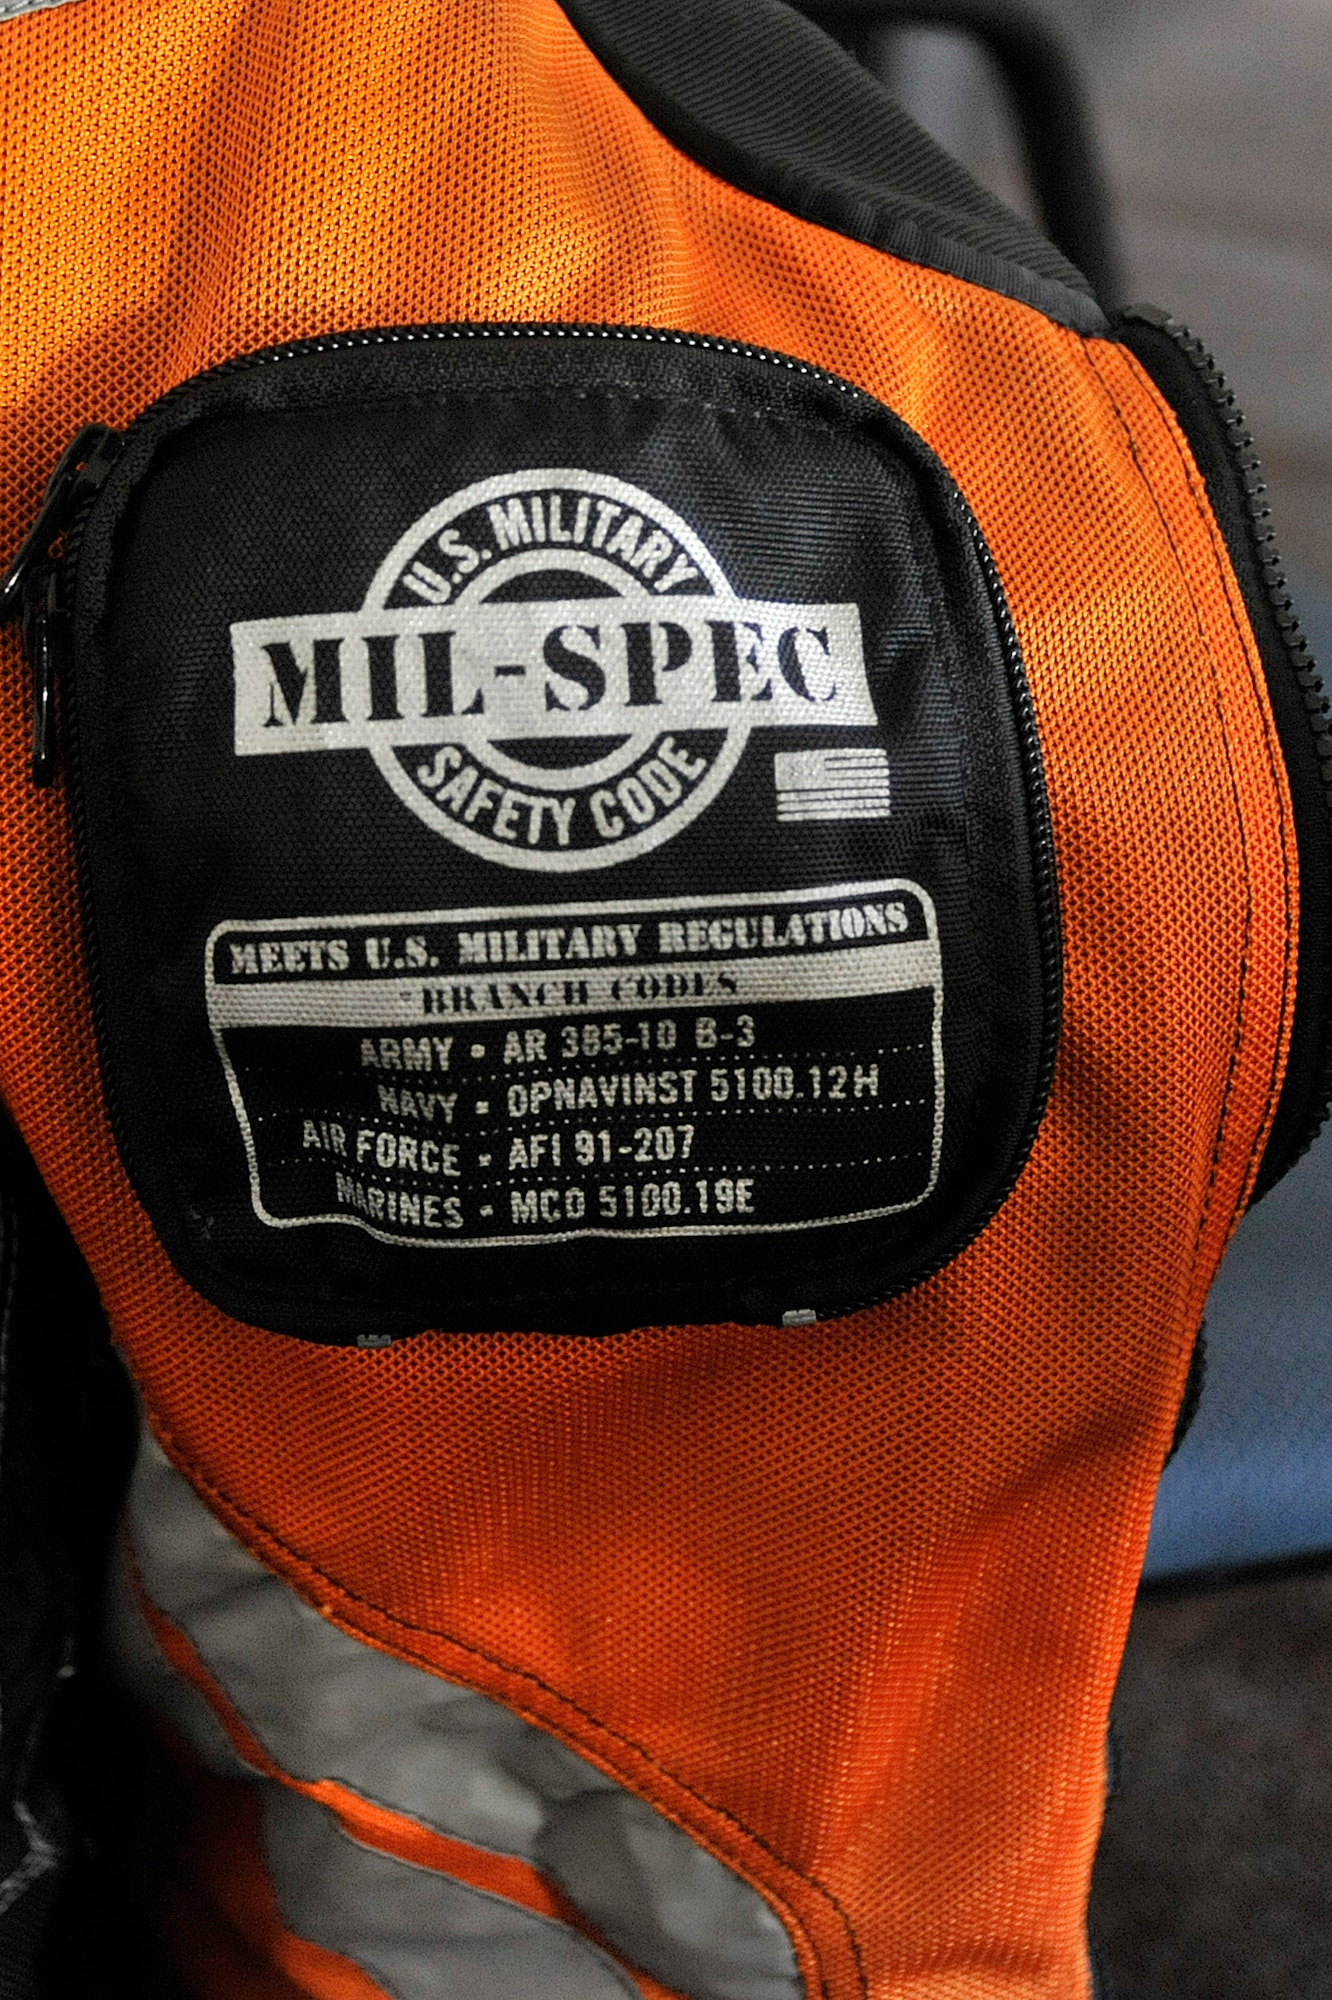 U.S. MILITARY
MIL-SPEC
SAFETY CODE
MEETS U.S. MILITARY REGULATIONS
*BRANCH CODES
ARMY • AR 385-10 B-3
NAVY • OPNAVINST 5100.12H
AIR FORCE • AFI 91-207
MARINES • MCO 5100.19E